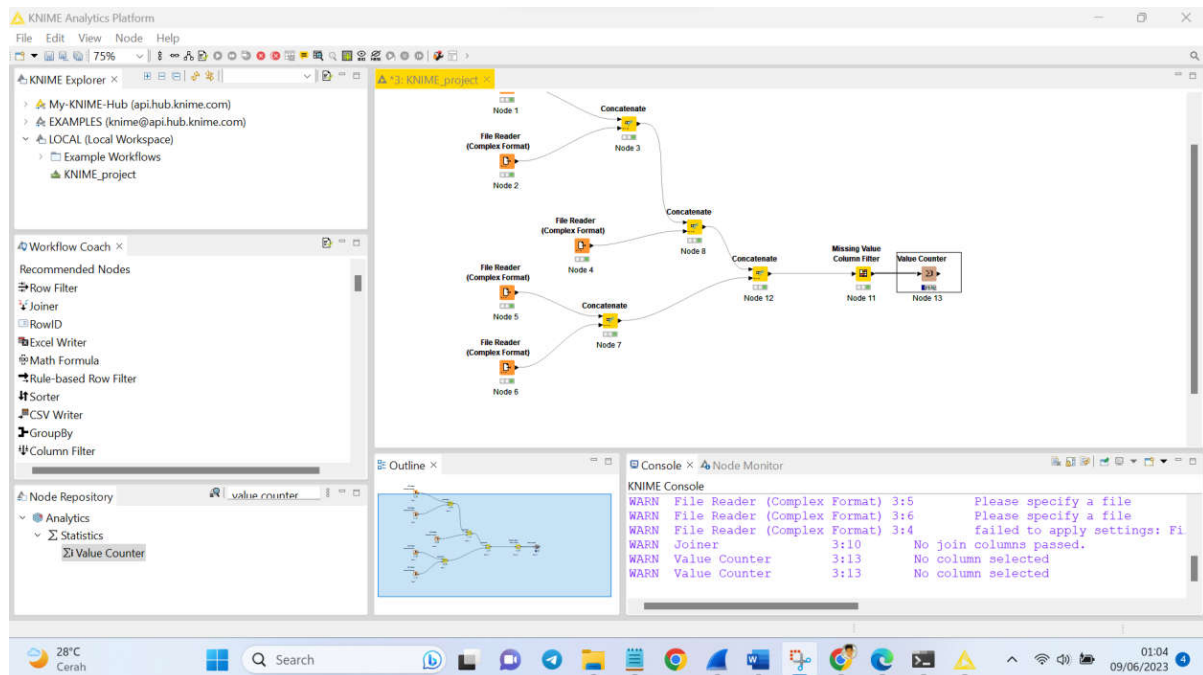 KNIME Analytics Platform
File Edit View Node Help
75%
KNIME Explorer
My-KNIME-Hub (api.hub.knime.com)
EXAMPLES (knime@api.hub.knime.com)
LOCAL (Local Workspace)
Example Workflows
KNIME_project
Workflow Coach
Recommended Nodes
Row Filter
Joiner
RowID
Excel Writer
Math Formula
Rule-based Row Filter
Sorter
CSV Writer
GroupBy
Column Filter
Node Repository
value counter
Analytics
Statistics
Value Counter
*3: KNIME_project
Node 1
Concatenate
Node 3
File Reader
(Complex Format)
Node 2
Concatenate
Node 8
File Reader
(Complex Format)
Node 4
Concatenate
Node 12
Missing Value
Column Filter
Node 11
Value Counter
Node 13
File Reader
(Complex Format)
Node 5
Concatenate
Node 7
File Reader
(Complex Format)
Node 6
Outline
Console
Node Monitor
KNIME Console
WARN File Reader (Complex Format) 3:5 Please specify a file
WARN File Reader (Complex Format) 3:6 Please specify a file
WARN File Reader (Complex Format) 3:4 failed to apply settings: Fi
WARN Joiner 3:10 No join columns passed.
WARN Value Counter 3:13 No column selected
WARN Value Counter 3:13 No column selected
28°C
Cerah
Search
01:04
09/06/2023
4